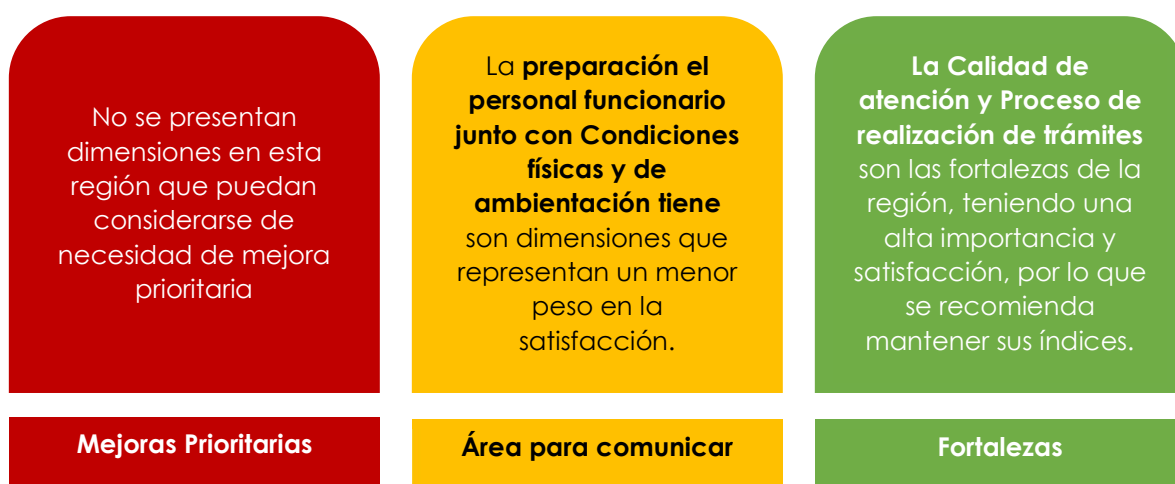 No se presentan
dimensiones en esta
región que puedan
considerarse de
necesidad de mejora
prioritaria
Mejoras Prioritarias
La preparación el
personal funcionario
junto con Condiciones
físicas y de
ambientación tiene
son dimensiones que
representan un menor
peso en la
satisfacción.
Área para comunicar
La Calidad de
atención y Proceso de
realización de trámites
son las fortalezas de la
región, teniendo una
alta importancia y
satisfacción, por lo que
se recomienda
mantener sus índices.
Fortalezas